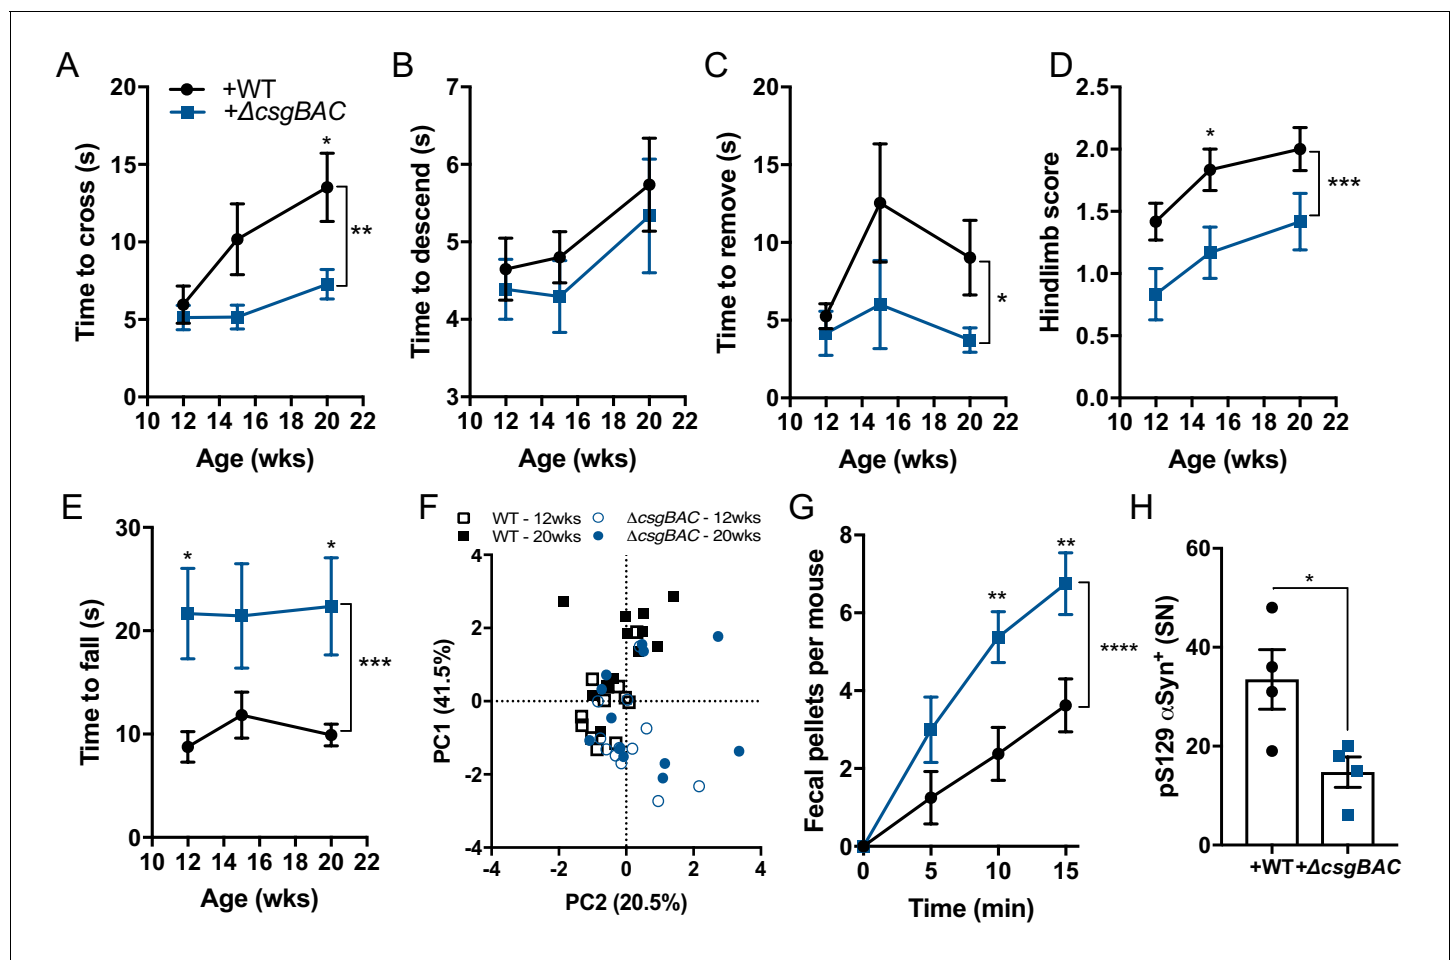 A
20
15
10
5
0
Time to cross (s)
+WT
+ΔcsgBAC
*
**
10 12 14 16 18 20 22
Age (wks)
B
7
6
5
4
3
Time to descend (s)
10 12 14 16 18 20 22
Age (wks)
C
20
15
10
5
0
Time to remove (s)
*
10 12 14 16 18 20 22
Age (wks)
D
2.5
2.0
1.5
1.0
0.5
0.0
Hindlimb score
*
***
10 12 14 16 18 20 22
Age (wks)
E
30
20
10
0
Time to fall (s)
*
*
***
10 12 14 16 18 20 22
Age (wks)
F
WT - 12wks
ΔcsgBAC - 12wks
WT - 20wks
ΔcsgBAC - 20wks
4
2
0
-2
-4
PC1 (41.5%)
-4 -2 0 2 4
PC2 (20.5%)
G
8
6
4
2
0
Fecal pellets per mouse
**
**
****
0 5 10 15
Time (min)
H
60
40
20
0
pS129 αSyn+ (SN)
*
+WT +ΔcsgBAC